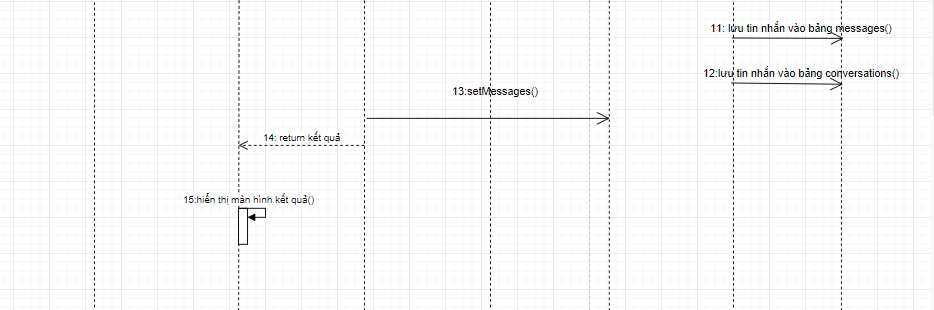 11: lưu tin nhắn vào bảng messages()
12:lưu tin nhắn vào bảng conversations()
13:setMessages()
14: return kết quả
15:hiển thị màn hình kết quả()